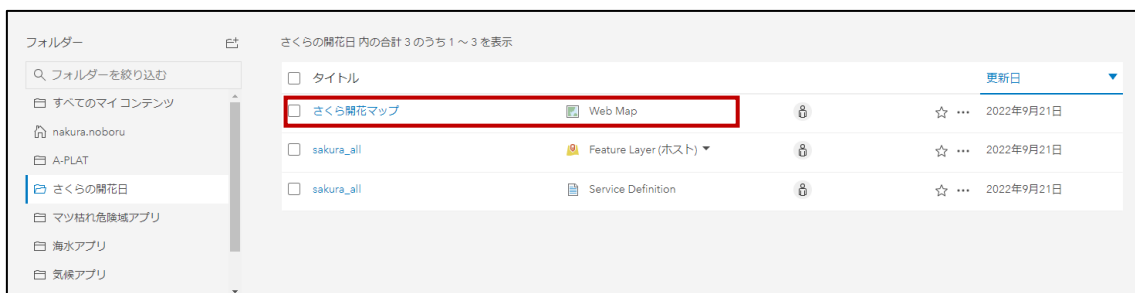 フォルダー
フォルダーを絞り込む
すべてのマイ コンテンツ
nakura.noboru
A-PLAT
さくらの開花日
マツ枯れ危険域アプリ
海水アプリ
気候アプリ
さくらの開花日 内の合計 3 のうち 1 ～ 3 を表示
タイトル 更新日
さくら開花マップ Web Map 2022年9月21日
sakura_all Feature Layer (ホスト) 2022年9月21日
sakura_all Service Definition 2022年9月21日